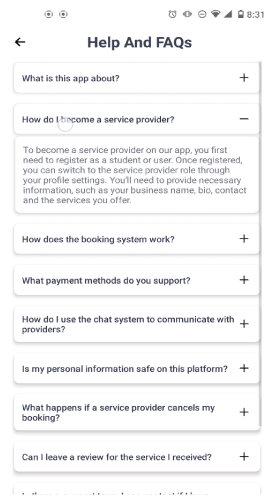 8:31
Help And FAQs
What is this app about?
How do I become a service provider?
To become a service provider on our app, you first
need to register as a student or user. Once registered,
you can switch to the service provider role through
your profile settings. You'll need to provide necessary
information, such as your business name, bio, contact
and the services you offer.
How does the booking system work?
What payment methods do you support?
How do I use the chat system to communicate with
providers?
Is my personal information safe on this platform?
What happens if a service provider cancels my
booking?
Can I leave a review for the service I received?